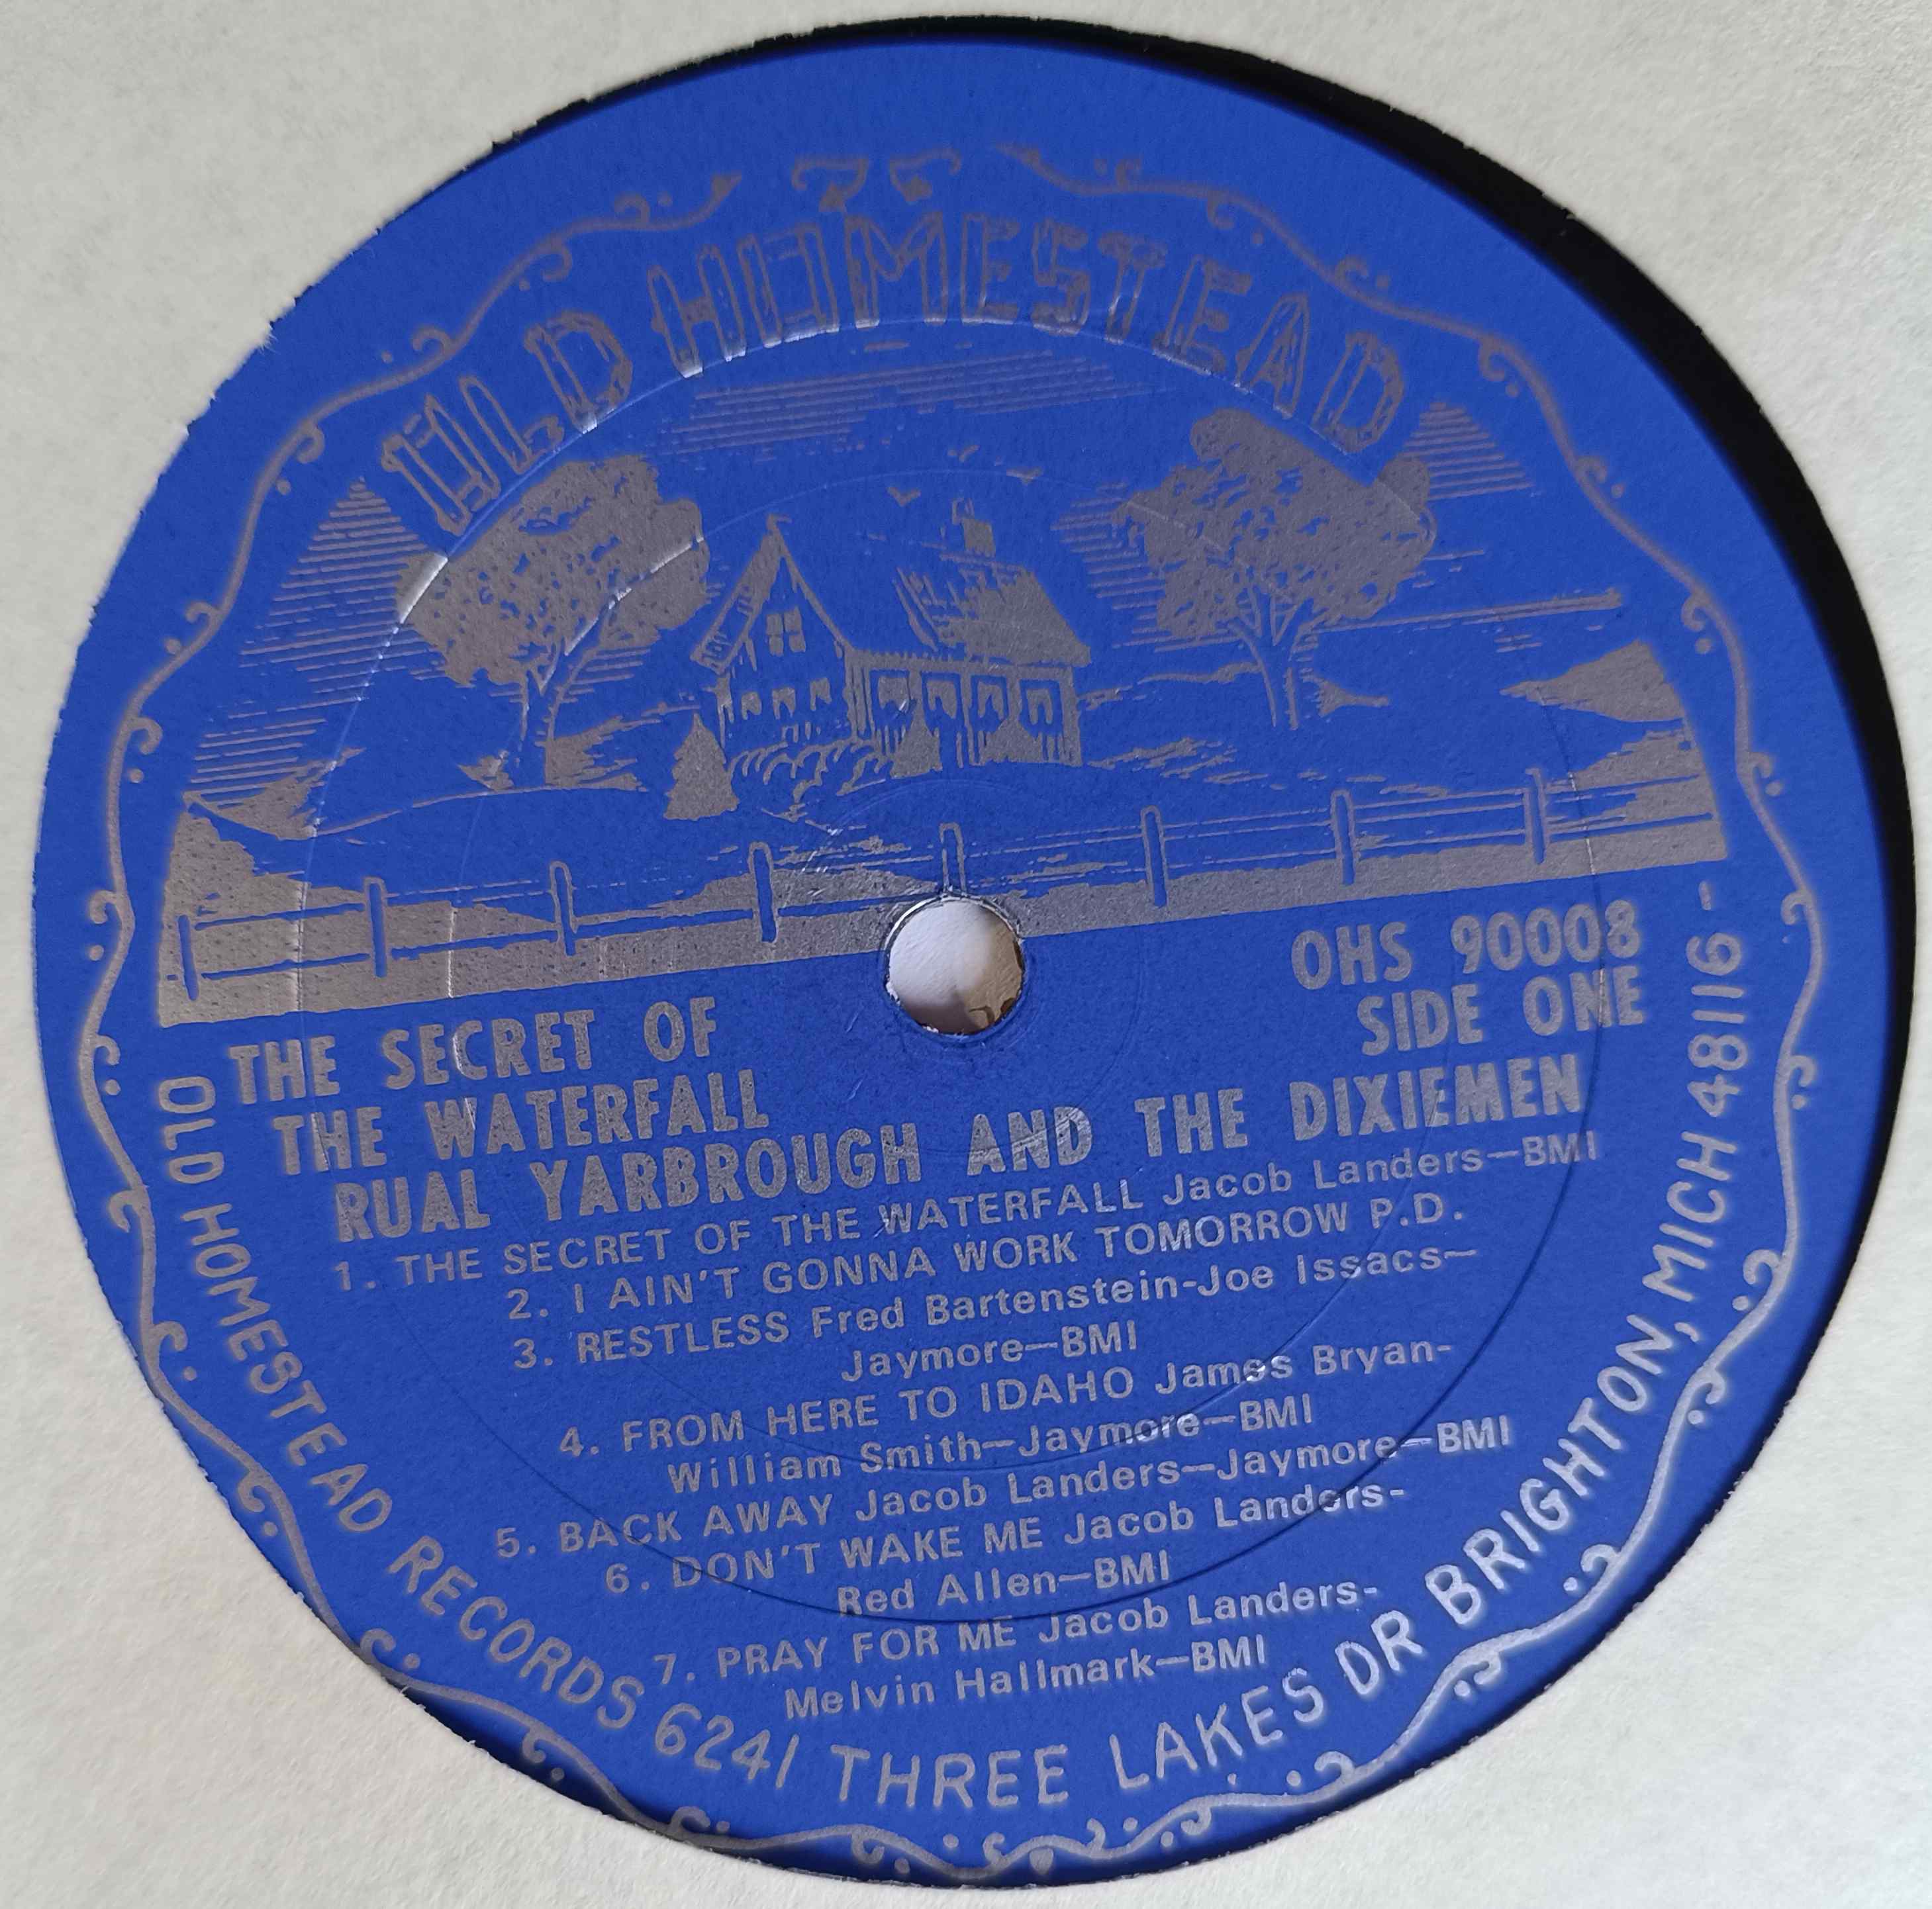 OLD HOMESTEAD
OHS 90008
SIDE ONE
THE SECRET OF
THE WATERFALL
RUAL YARBROUGH AND THE DIXIEMEN
1. THE SECRET OF THE WATERFALL Jacob Landers—BMI
2. I AIN'T GONNA WORK TOMORROW P.D.
3. RESTLESS Fred Bartenstein-Joe Issacs—
Jaymore—BMI
4. FROM HERE TO IDAHO James Bryan-
William Smith—Jaymore—BMI
5. BACK AWAY Jacob Landers—Jaymore—BMI
6. DON'T WAKE ME Jacob Landers-
Red Allen—BMI
7. PRAY FOR ME Jacob Landers-
Melvin Hallmark—BMI
OLD HOMESTEAD RECORDS 6241 THREE LAKES DR BRIGHTON, MICH 48116-